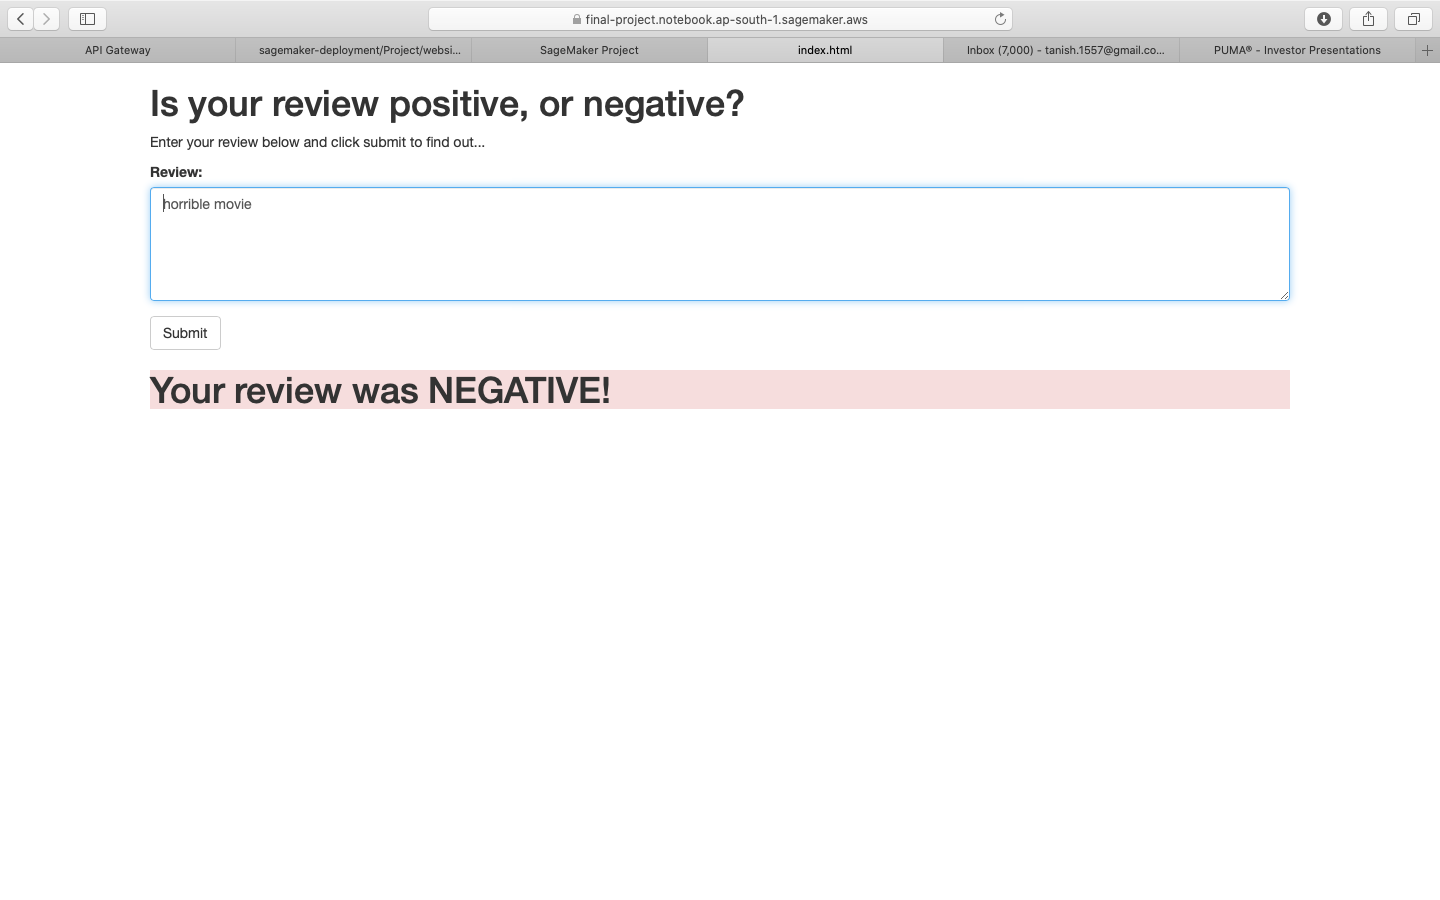 final-project.notebook.ap-south-1.sagemaker.aws
API Gateway
sagemaker-deployment/Project/websi...
SageMaker Project
index.html
Inbox (7,000) - tanish.1557@gmail.co...
PUMA® - Investor Presentations
Is your review positive, or negative?
Enter your review below and click submit to find out...
Review:
horrible movie
Submit
Your review was NEGATIVE!